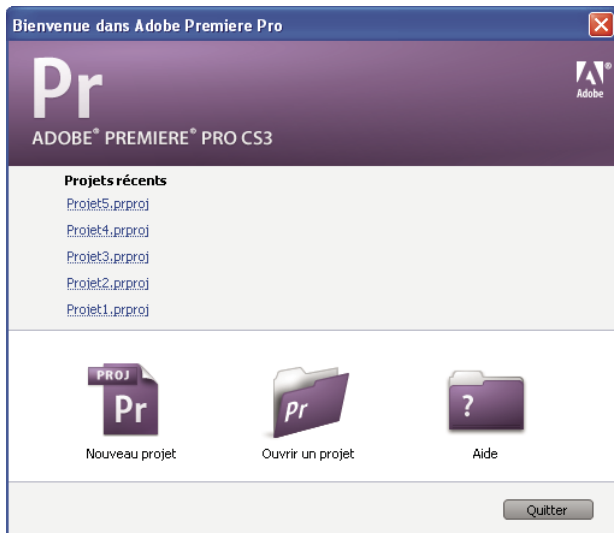 Bienvenue dans Adobe Premiere Pro
Pr
Adobe®
ADOBE® PREMIERE® PRO CS3
Projets récents
Projet5.prproj
Projet4.prproj
Projet3.prproj
Projet2.prproj
Projet1.prproj
PROJ
Pr
Pr
?
Nouveau projet
Ouvrir un projet
Aide
Quitter